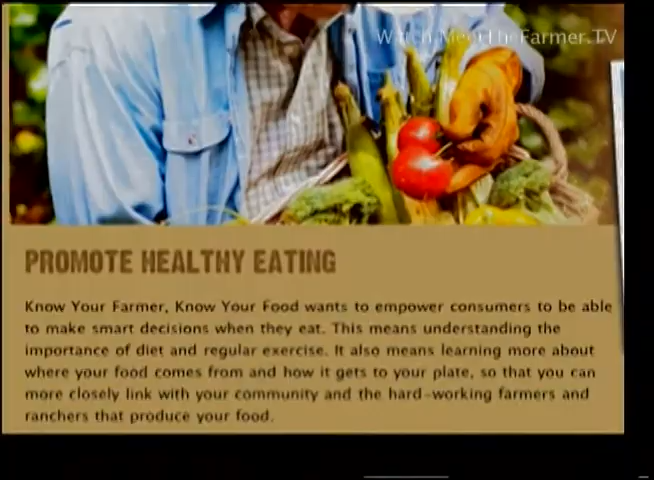 Watch MeetTheFarmer.TV
PROMOTE HEALTHY EATING
Know Your Farmer, Know Your Food wants to empower consumers to be able
to make smart decisions when they eat. This means understanding the
importance of diet and regular exercise. It also means learning more about
where your food comes from and how it gets to your plate, so that you can
more closely link with your community and the hard-working farmers and
ranchers that produce your food.